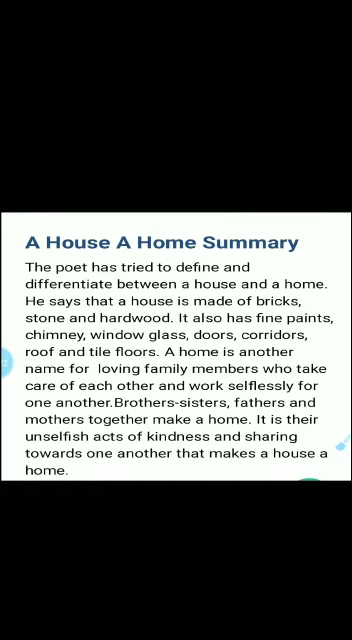 A House A Home Summary
The poet has tried to define and
differentiate between a house and a home.
He says that a house is made of bricks,
stone and hardwood. It also has fine paints,
chimney, window glass, doors, corridors,
roof and tile floors. A home is another
name for  loving family members who take
care of each other and work selflessly for
one another.Brothers-sisters, fathers and
mothers together make a home. It is their
unselfish acts of kindness and sharing
towards one another that makes a house a
home.